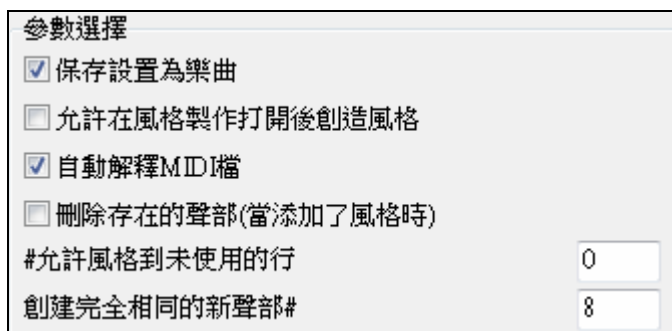 參數選擇
保存設置為樂曲
允許在風格製作打開後創造風格
自動解釋MIDI檔
刪除存在的聲部(當添加了風格時)
#允許風格到未使用的行 0
創建完全相同的新聲部# 8